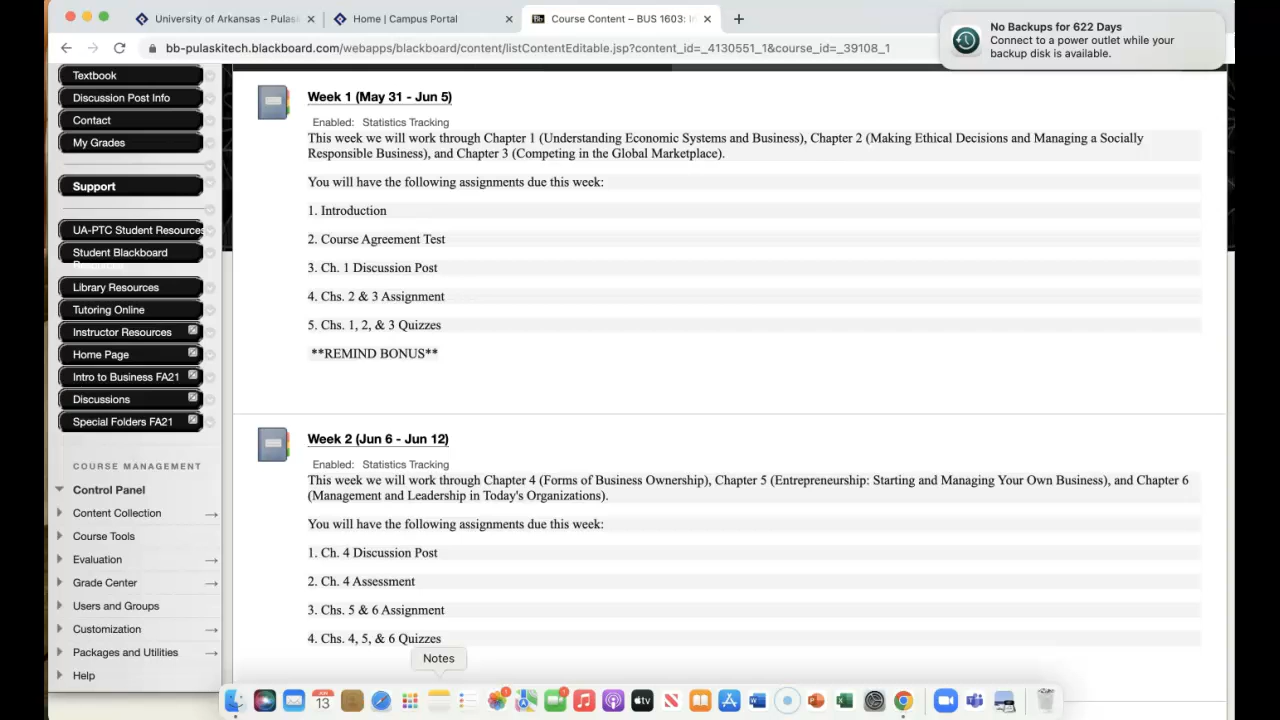 University of Arkansas - Pulask
Home | Campus Portal
Bb
Course Content – BUS 1603: In
bb-pulaskitech.blackboard.com/webapps/blackboard/content/listContentEditable.jsp?content_id=_4130551_1&course_id=_39108_1
No Backups for 622 Days
Connect to a power outlet while your
backup disk is available.
Textbook
Discussion Post Info
Contact
My Grades
Support
UA-PTC Student Resources
Student Blackboard
Library Resources
Tutoring Online
Instructor Resources
Home Page
Intro to Business FA21
Discussions
Special Folders FA21
COURSE MANAGEMENT
Control Panel
Content Collection
Course Tools
Evaluation
Grade Center
Users and Groups
Customization
Packages and Utilities
Help
Week 1 (May 31 - Jun 5)
Enabled: Statistics Tracking
This week we will work through Chapter 1 (Understanding Economic Systems and Business), Chapter 2 (Making Ethical Decisions and Managing a Socially
Responsible Business), and Chapter 3 (Competing in the Global Marketplace).
You will have the following assignments due this week:
1. Introduction
2. Course Agreement Test
3. Ch. 1 Discussion Post
4. Chs. 2 & 3 Assignment
5. Chs. 1, 2, & 3 Quizzes
**REMIND BONUS**
Week 2 (Jun 6 - Jun 12)
Enabled: Statistics Tracking
This week we will work through Chapter 4 (Forms of Business Ownership), Chapter 5 (Entrepreneurship: Starting and Managing Your Own Business), and Chapter 6
(Management and Leadership in Today's Organizations).
You will have the following assignments due this week:
1. Ch. 4 Discussion Post
2. Ch. 4 Assessment
3. Chs. 5 & 6 Assignment
4. Chs. 4, 5, & 6 Quizzes
Notes
JUN
13
tv